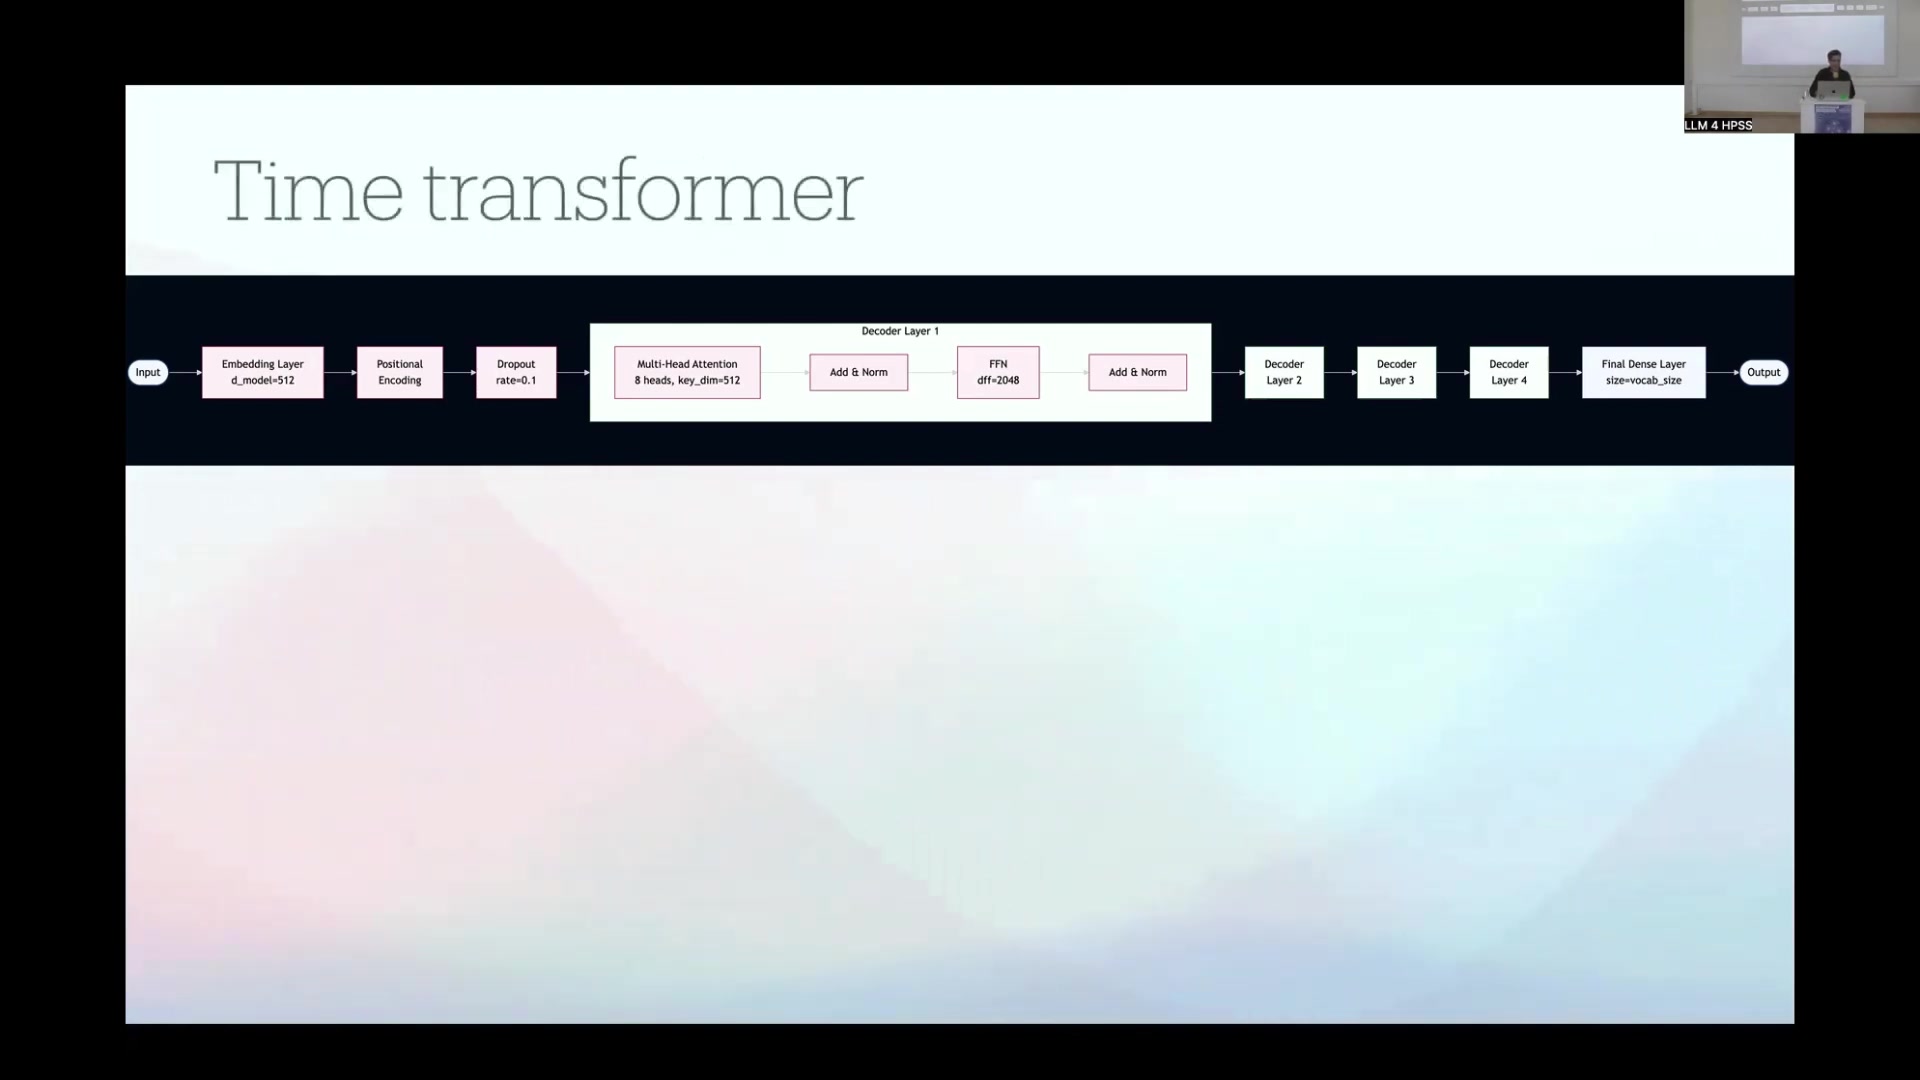 LLM 4 HPSS
Time transformer
Input
Embedding Layer
d_model=512
Positional
Encoding
Dropout
rate=0.1
Decoder Layer 1
Multi-Head Attention
8 heads, key_dim=512
Add & Norm
FFN
dff=2048
Add & Norm
Decoder
Layer 2
Decoder
Layer 3
Decoder
Layer 4
Final Dense Layer
size=vocab_size
Output